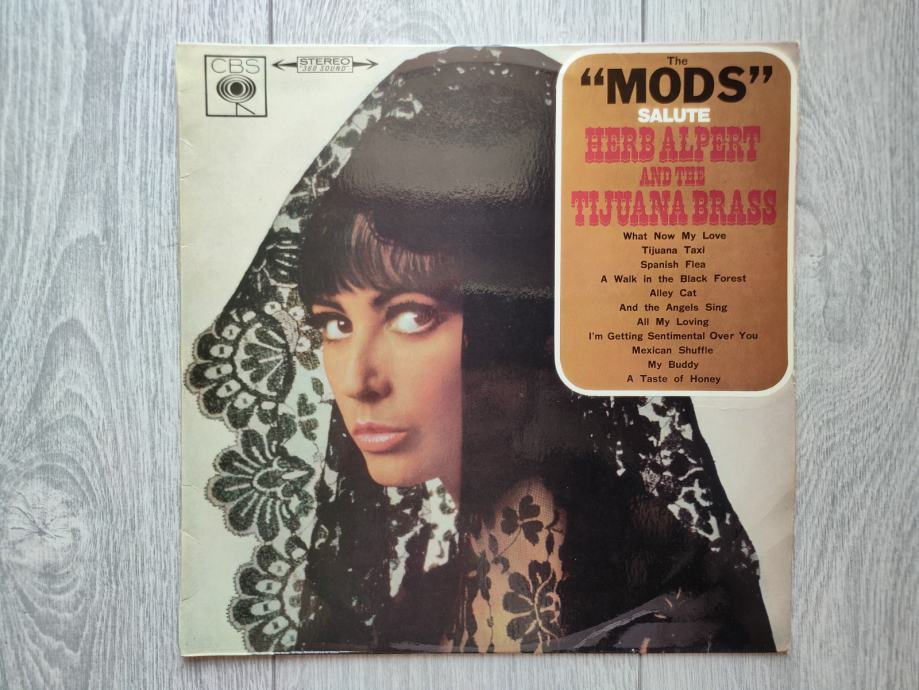 CBS
STEREO
"360 SOUND"
The
“MODS”
SALUTE
HERB ALPERT
AND THE
TIJUANA BRASS
What Now My Love
Tijuana Taxi
Spanish Flea
A Walk in the Black Forest
Alley Cat
And the Angels Sing
All My Loving
I'm Getting Sentimental Over You
Mexican Shuffle
My Buddy
A Taste of Honey